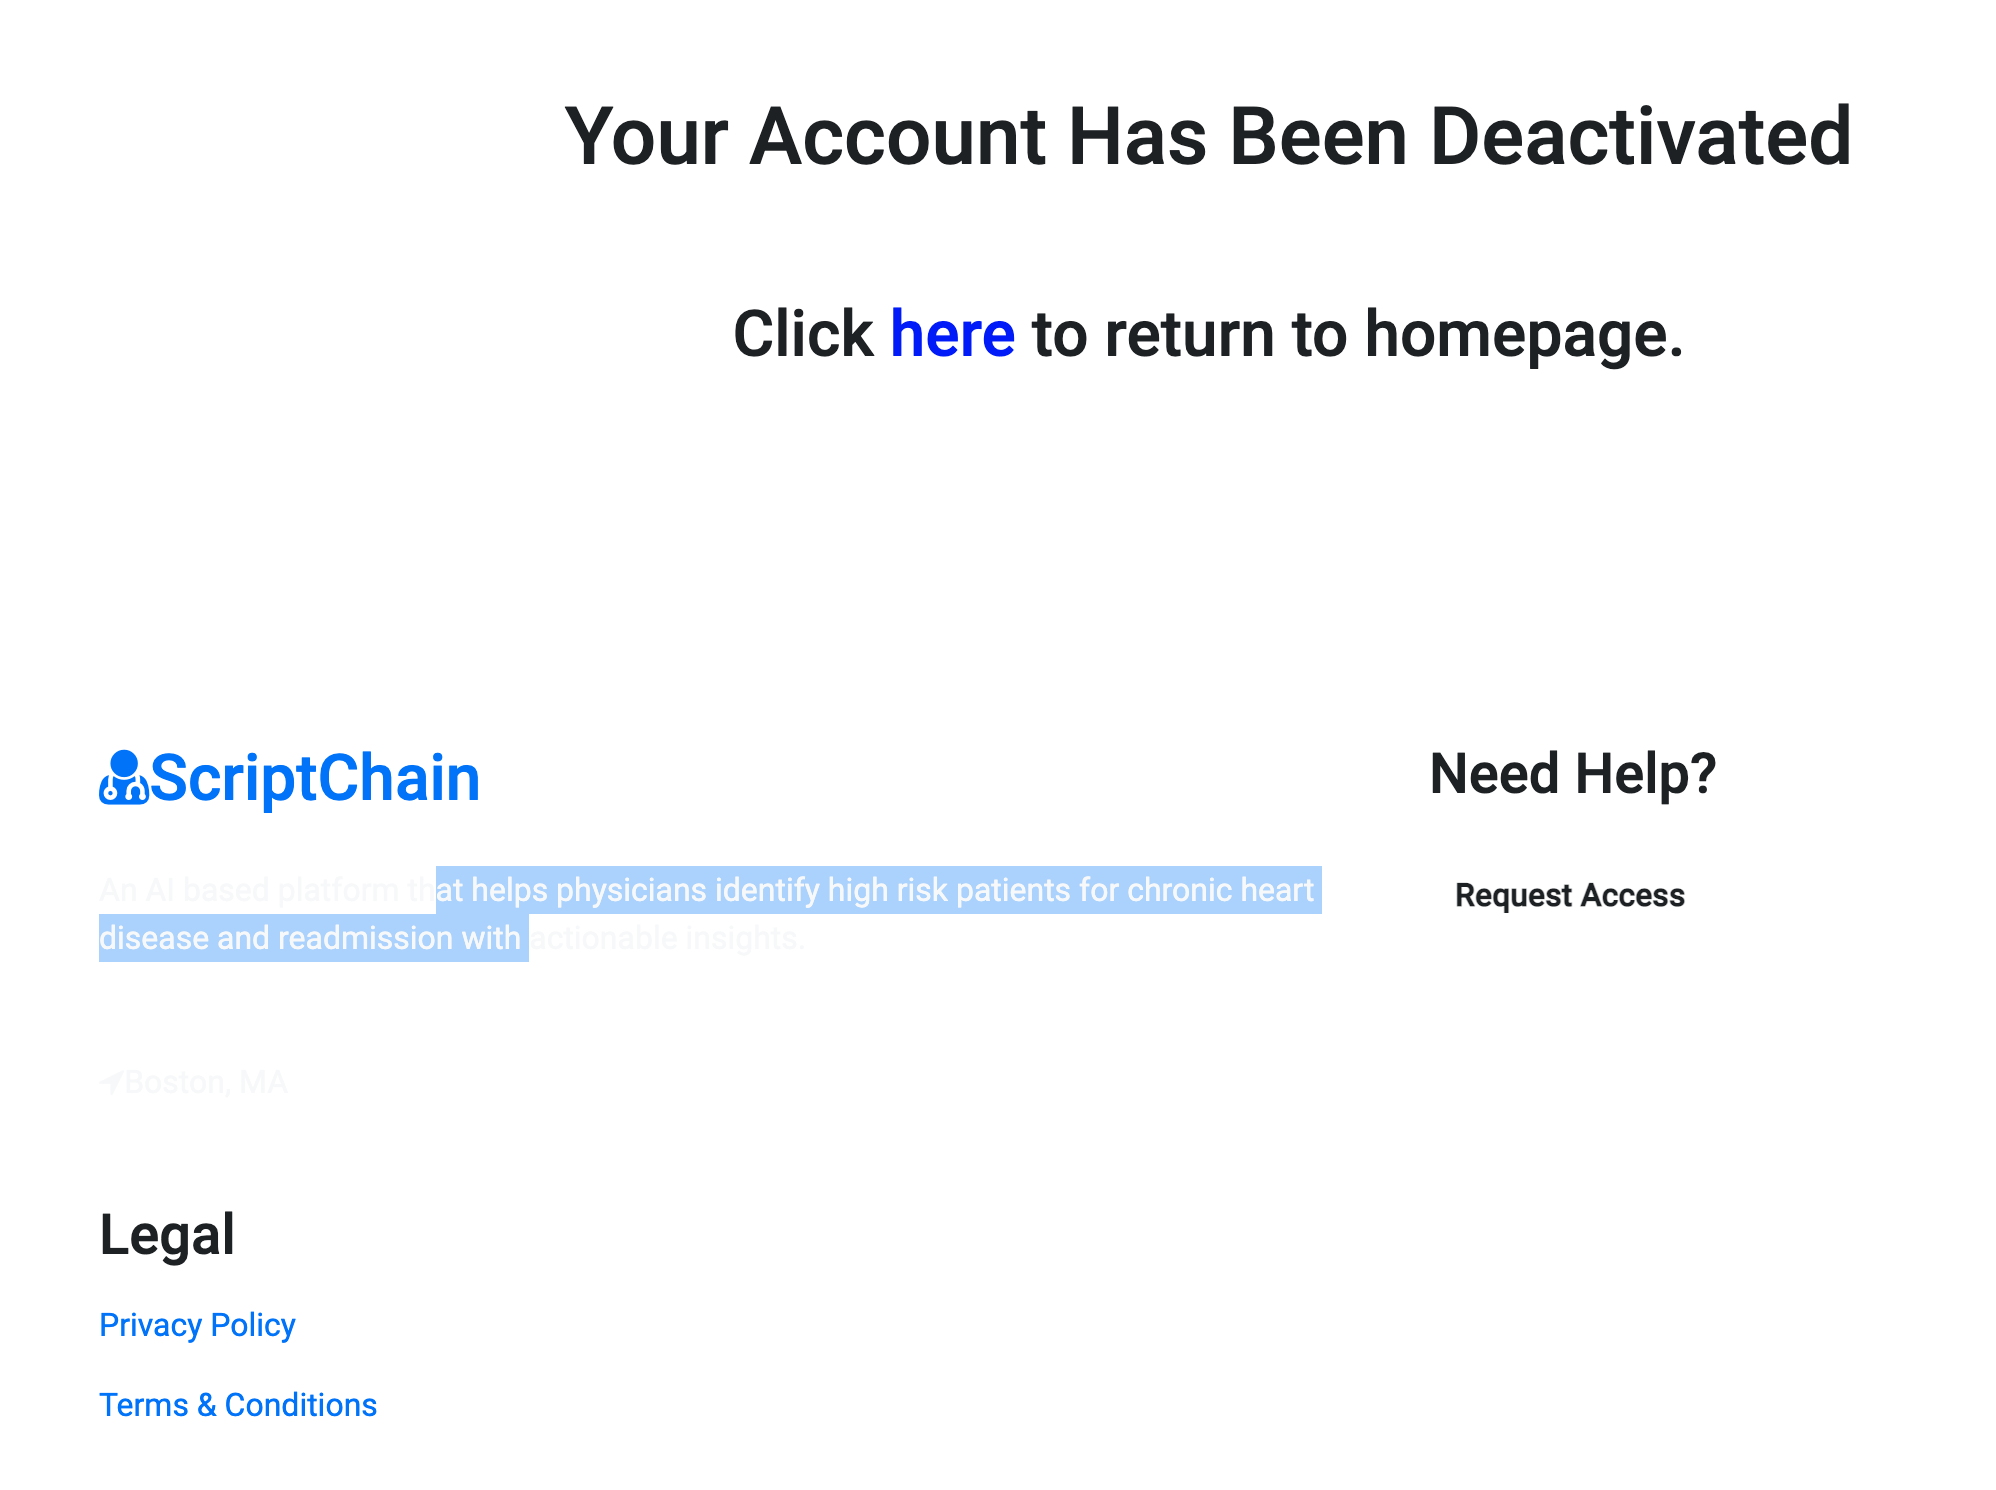 Your Account Has Been Deactivated
Click here to return to homepage.
ScriptChain
An AI based platform that helps physicians identify high risk patients for chronic heart
disease and readmission with actionable insights.
Boston, MA
Need Help?
Request Access
Legal
Privacy Policy
Terms & Conditions